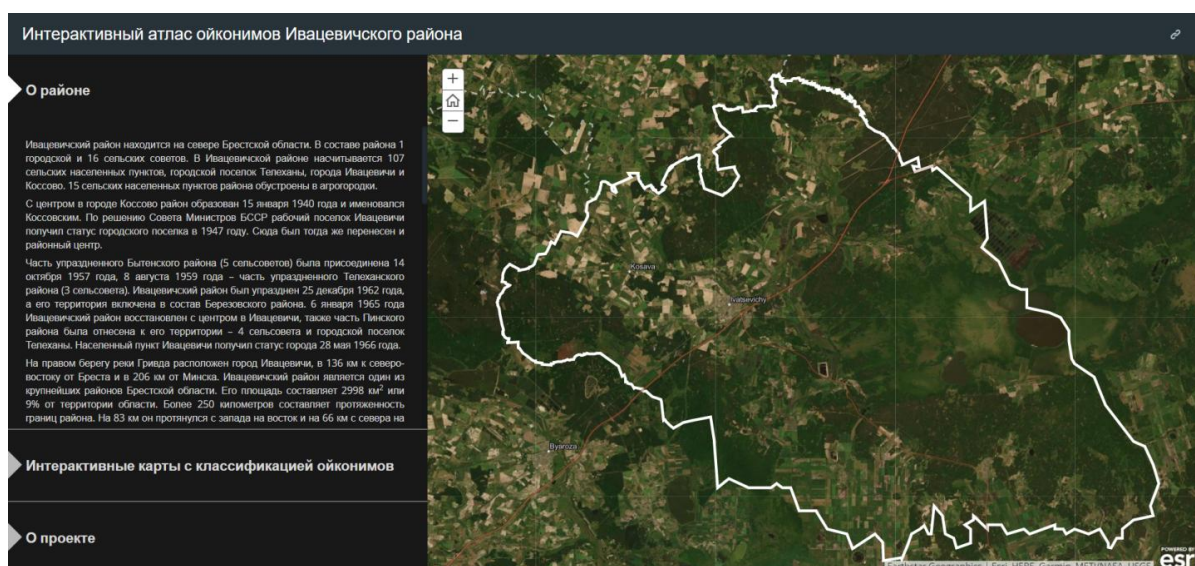 Интерактивный атлас ойконимов Ивацевичского района
О районе
Ивацевичский район находится на севере Брестской области. В составе района 1
городской и 16 сельских советов. В Ивацевичской районе насчитывается 107
сельских населенных пунктов, городской поселок Телеханы, города Ивацевичи и
Коссово. 15 сельских населенных пунктов района обустроены в агрогородки.
С центром в городе Коссово район образован 15 января 1940 года и именовался
Коссовским. По решению Совета Министров БССР рабочий поселок Ивацевичи
получил статус городского поселка в 1947 году. Сюда был тогда же перенесен и
районный центр.
Часть упраздненного Бытенского района (5 сельсоветов) была присоединена 14
октября 1957 года, 8 августа 1959 года – часть упраздненного Телеханского
района (3 сельсовета). Ивацевичский район был упразднен 25 декабря 1962 года,
а его территория включена в состав Березовского района. 6 января 1965 года
Ивацевичский район восстановлен с центром в Ивацевичи, также часть Пинского
района была отнесена к его территории – 4 сельсовета и городской поселок
Телеханы. Населенный пункт Ивацевичи получил статус города 28 мая 1966 года.
На правом берегу реки Гривда расположен город Ивацевичи, в 136 км к северо-
востоку от Бреста и в 206 км от Минска. Ивацевичский район является один из
крупнейших районов Брестской области. Его площадь составляет 2998 км² или
9% от территории области. Более 250 километров составляет протяженность
границ района. На 83 км он протянулся с запада на восток и на 66 км с севера на
Интерактивные карты с классификацией ойконимов
О проекте
+
−
Kosava
Ivatsevichy
Byaroza
POWERED BY
esri
Earthstar Geographics | Esri, HERE, Garmin, METI/NASA, USGS